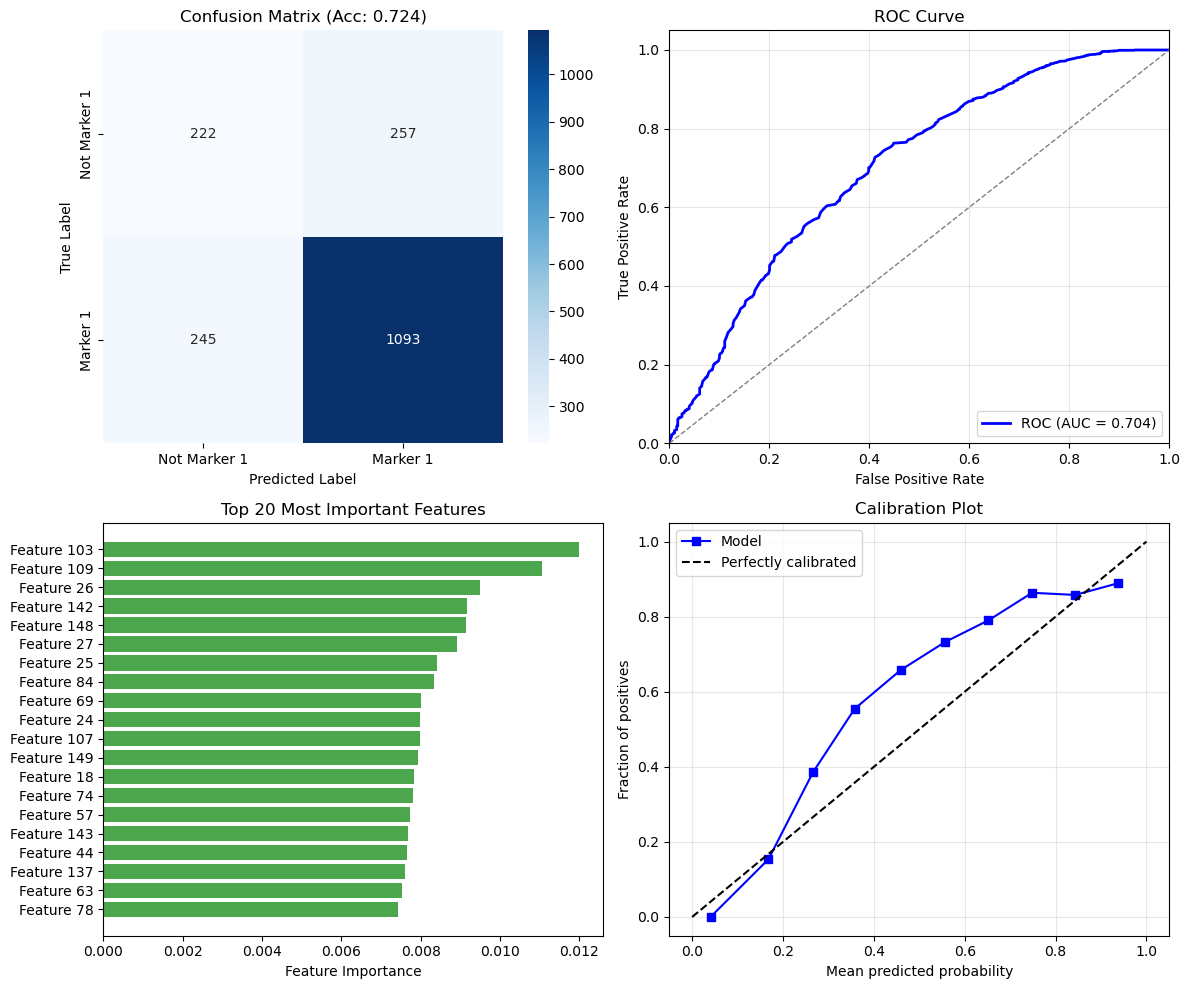 Confusion Matrix (Acc: 0.724)
True Label
Not Marker 1
Marker 1
222
257
245
1093
Not Marker 1
Marker 1
Predicted Label
1000
900
800
700
600
500
400
300
ROC Curve
True Positive Rate
1.0
0.8
0.6
0.4
0.2
0.0
0.0
0.2
0.4
0.6
0.8
1.0
False Positive Rate
ROC (AUC = 0.704)
Top 20 Most Important Features
Feature 103
Feature 109
Feature 26
Feature 142
Feature 148
Feature 27
Feature 25
Feature 84
Feature 69
Feature 24
Feature 107
Feature 149
Feature 18
Feature 74
Feature 57
Feature 143
Feature 44
Feature 137
Feature 63
Feature 78
0.000
0.002
0.004
0.006
0.008
0.010
0.012
Feature Importance
Calibration Plot
Model
Perfectly calibrated
Fraction of positives
1.0
0.8
0.6
0.4
0.2
0.0
0.0
0.2
0.4
0.6
0.8
1.0
Mean predicted probability